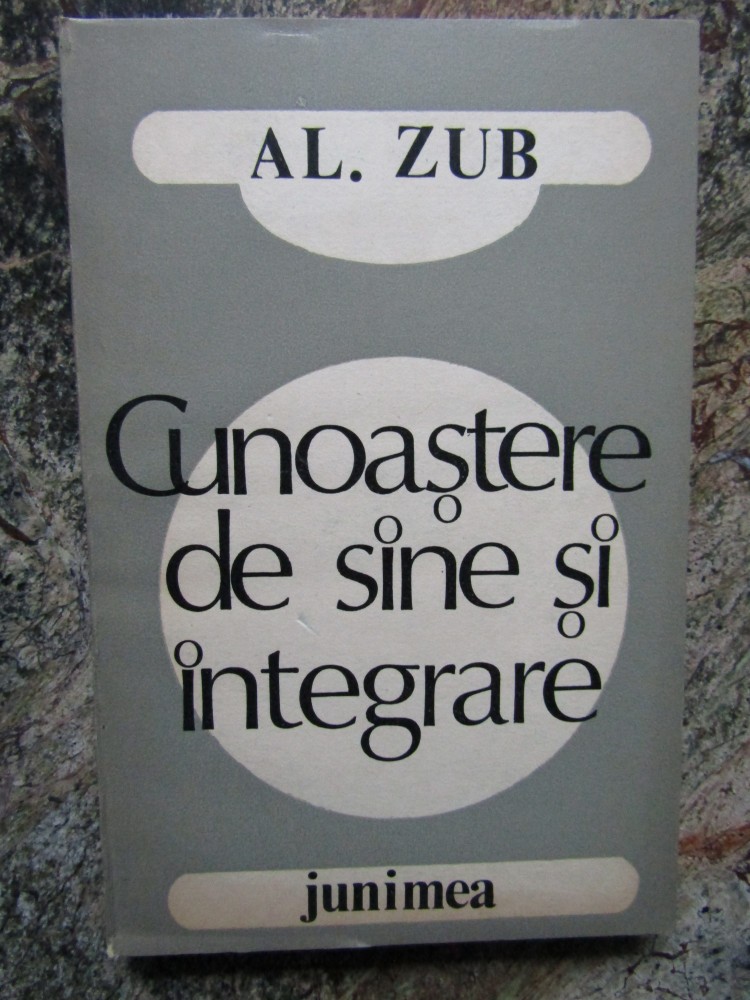 AL. ZUB
Cunoaștere
de sine și
integrare
junimea